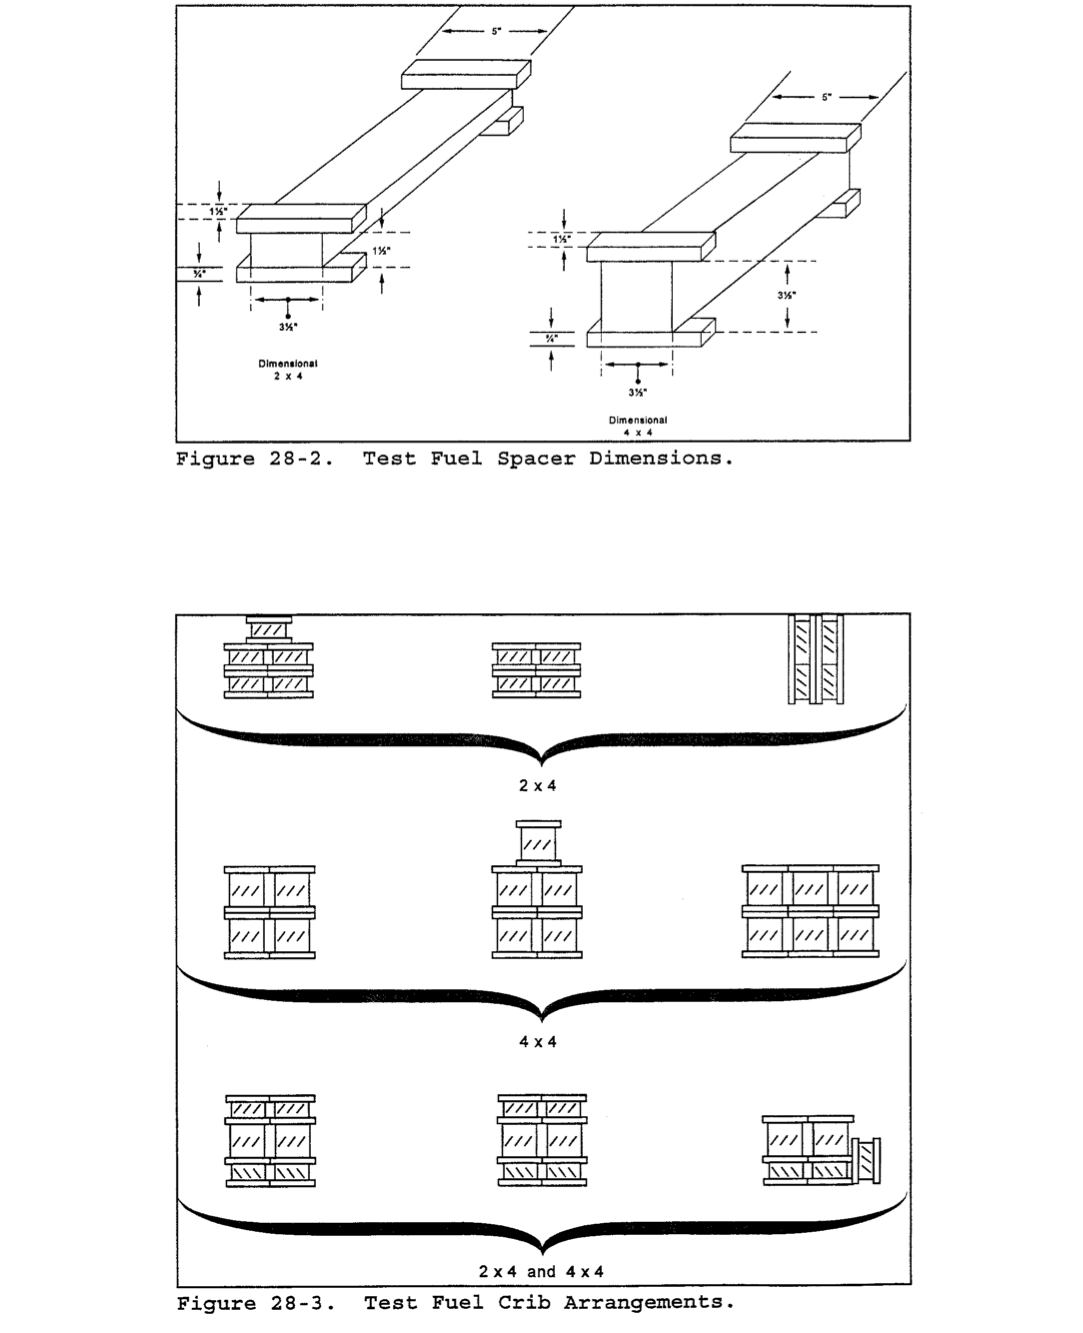 5"
5"
1½"
1½"
¾"
3½"
Dimensional
2 x 4
1½"
3½"
¾"
3½"
Dimensional
4 x 4
Figure 28-2. Test Fuel Spacer Dimensions.
2 x 4
4 x 4
2 x 4 and 4 x 4
Figure 28-3. Test Fuel Crib Arrangements.